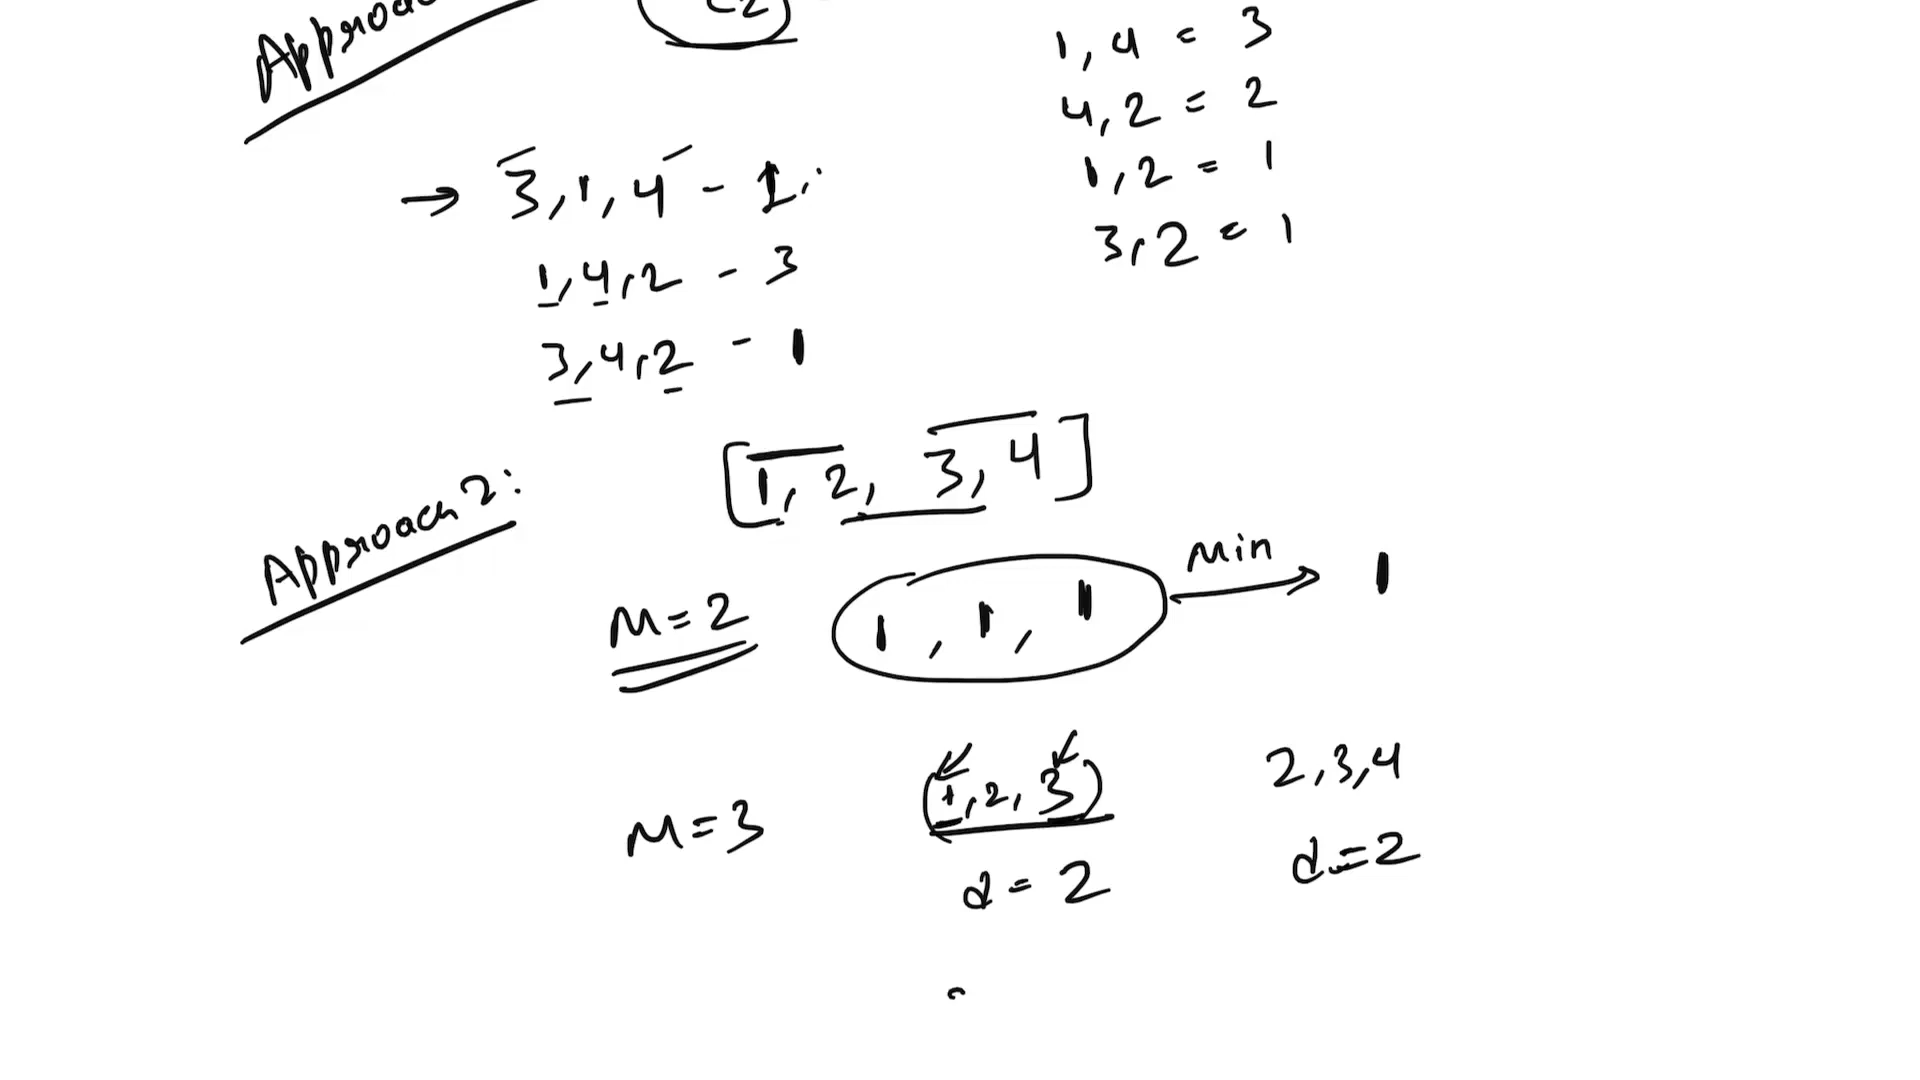 Approac
C2
1, 4 = 3
4, 2 = 2
1, 2 = 1
3, 2 = 1
→ 3, 1, 4 - 1
1, 4, 2 - 3
3, 4, 2 - 1
Approach 2:
[1, 2, 3, 4]
M=2
1, 1, 1
Min
1
M=3
(1, 2, 3)
d = 2
2, 3, 4
d = 2